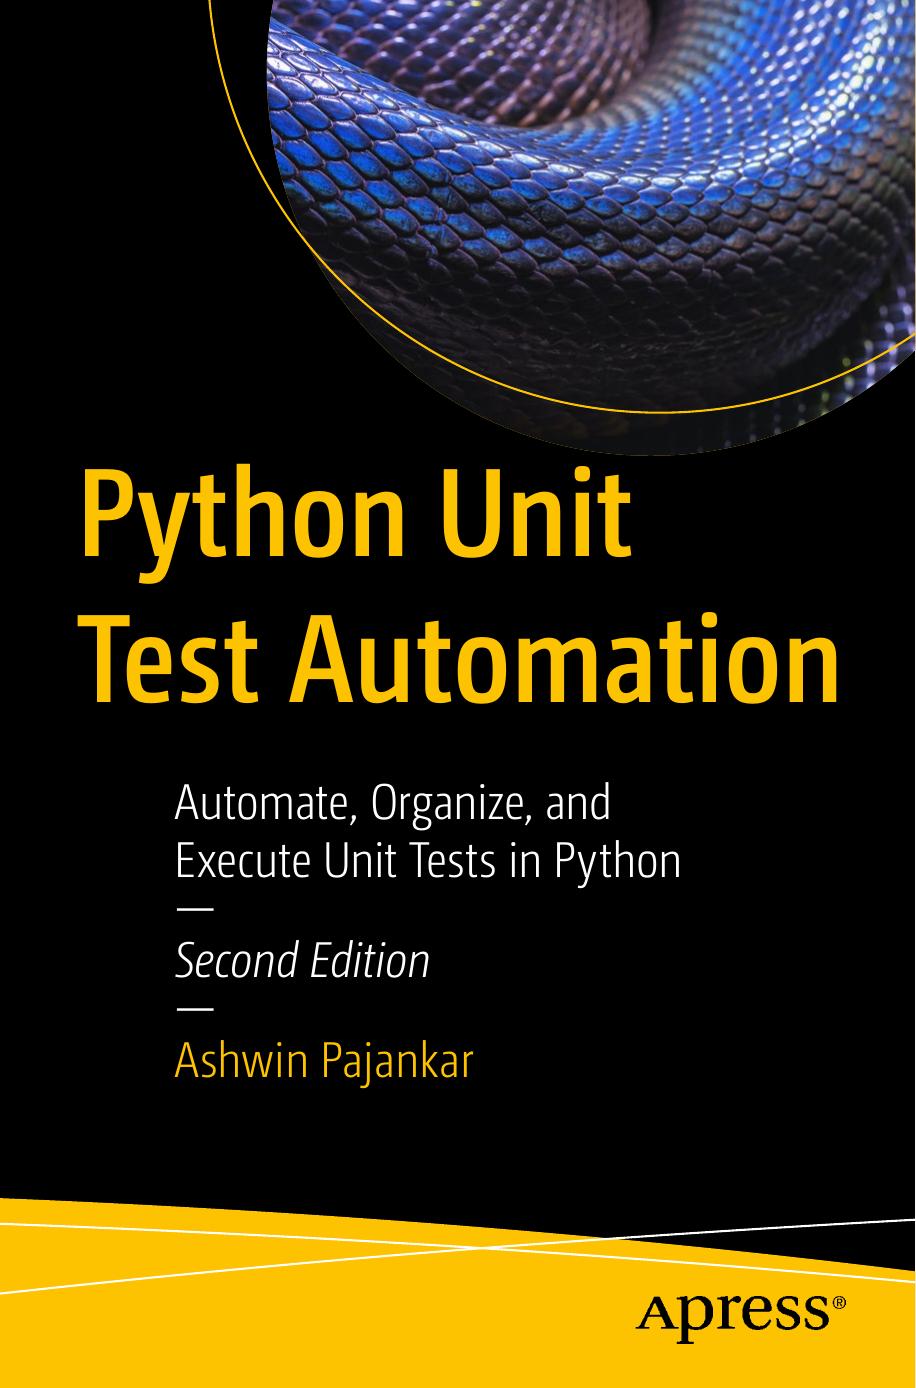 Python Unit
Test Automation
Automate, Organize, and
Execute Unit Tests in Python
—
Second Edition
—
Ashwin Pajankar
Apress®